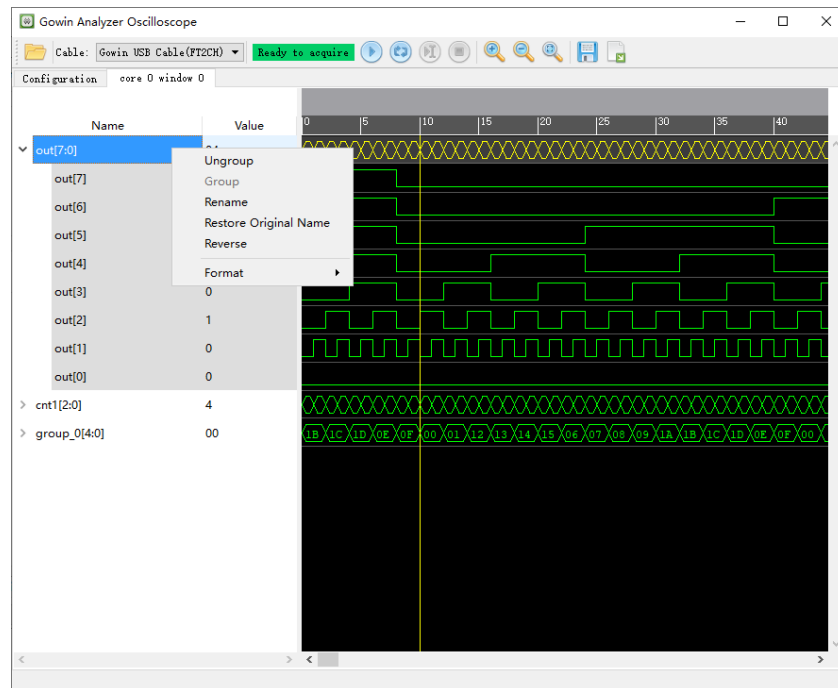 Gowin Analyzer Oscilloscope
Cable: Gowin USB Cable(FT2CH) Ready to acquire
Configuration core 0 window 0
Name Value 0 5 10 15 20 25 30 35 40
out[7:0]
Ungroup
out[7] Group
out[6] Rename
Restore Original Name
out[5] Reverse
out[4] Format
out[3] 0
out[2] 1
out[1] 0
out[0] 0
cnt1[2:0] 4
group_0[4:0] 00 1B 1C 1D 0E 0F 00 01 12 13 14 15 06 07 08 09 1A 1B 1C 1D 0E 0F 00